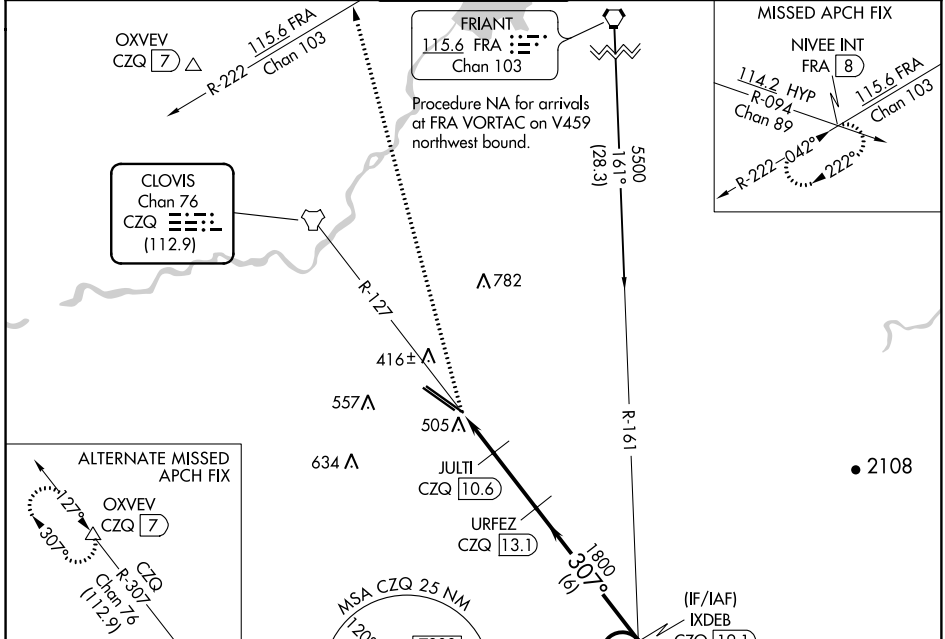 OXVEV
CZQ 7
115.6 FRA
R-222
Chan 103
FRIANT
115.6 FRA
Chan 103
Procedure NA for arrivals
at FRA VORTAC on V459
northwest bound.
MISSED APCH FIX
NIVEE INT
FRA 8
114.2 HYP
R-094
Chan 89
115.6 FRA
Chan 103
R-222
042°
222°
5500
161°
(28.3)
CLOVIS
Chan 76
CZQ
(112.9)
R-127
782
416±
557
505
634
R-161
2108
JULTI
CZQ 10.6
URFEZ
CZQ 13.1
1800
307°
(6)
(IF/IAF)
IXDEB
ALTERNATE MISSED
APCH FIX
OXVEV
CZQ 7
127°
307°
CZQ
R-307
Chan 76
(112.9)
MSA CZQ 25 NM